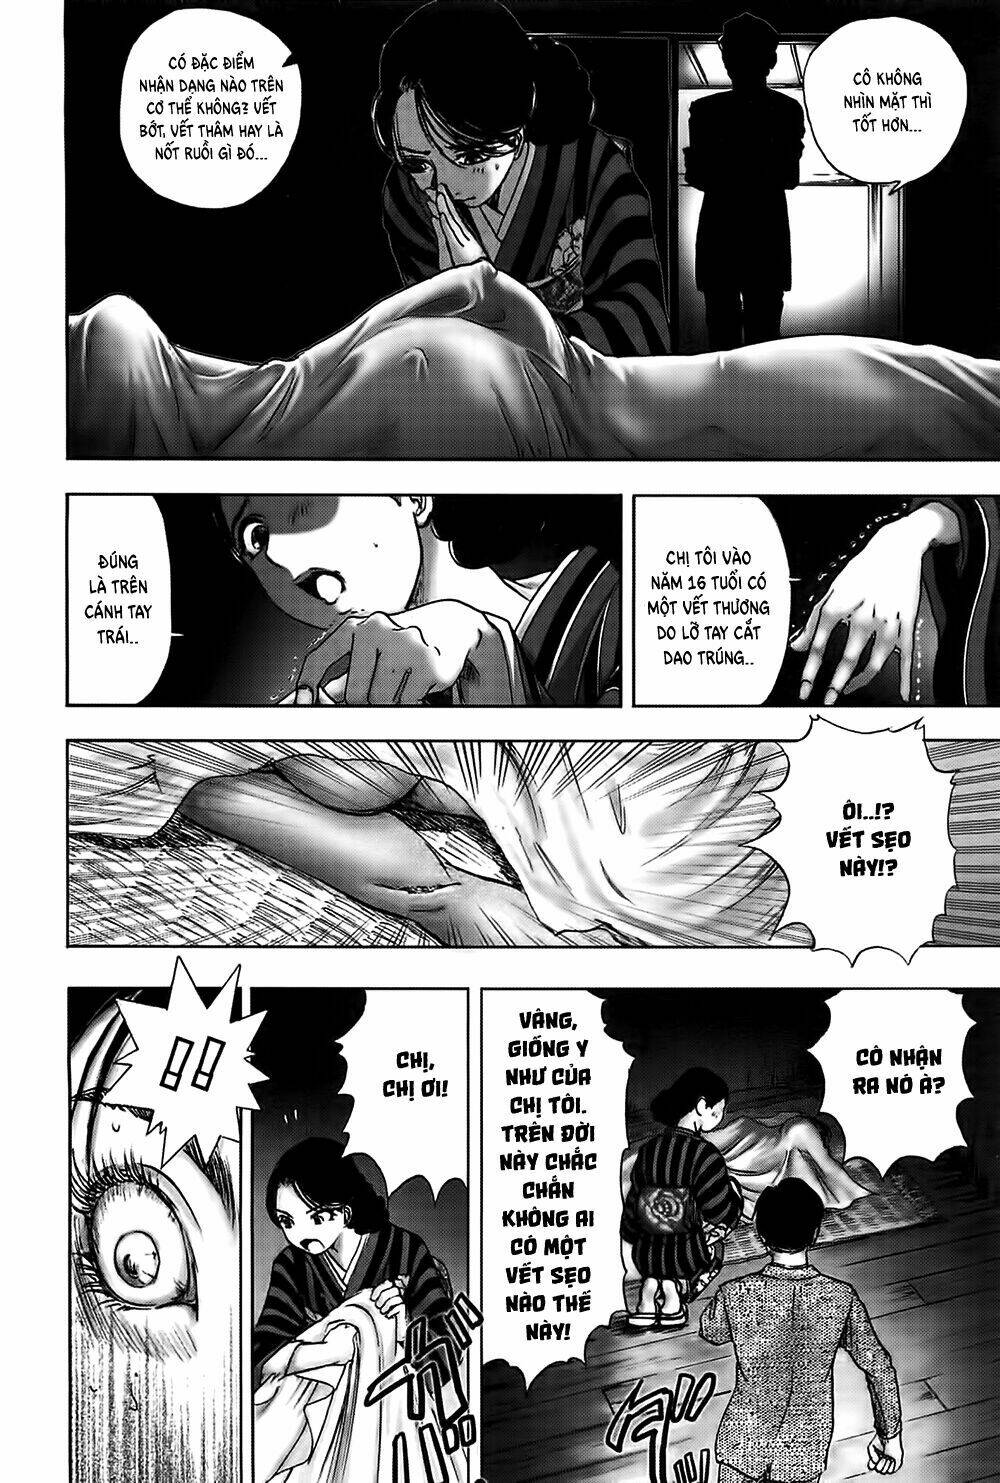 CÔ KHÔNG
NHÌN MẶT THÌ
TỐT HƠN...
CÓ ĐẶC ĐIỂM
NHẬN DẠNG NÀO TRÊN
CƠ THỂ KHÔNG? VẾT
BỚT, VẾT THÂM HAY LÀ
NỐT RUỒI GÌ ĐÓ...
CHỊ TÔI VÀO
NĂM 16 TUỔI CÓ
MỘT VẾT THƯƠNG
DO LỠ TAY CẮT
DAO TRÚNG..
ĐÚNG
LÀ TRÊN
CÁNH TAY
TRÁI..
ÔI..!?
VẾT SẸO
NÀY!?
CÔ NHẬN
RA NÓ À?
VÂNG,
GIỐNG Y
NHƯ CỦA
CHỊ TÔI.
TRÊN ĐỜI
NÀY CHẮC
CHẮN
KHÔNG AI
CÓ MỘT
VẾT SẸO
NÀO THẾ
NÀY!
CHỊ,
CHỊ ƠI!
!!